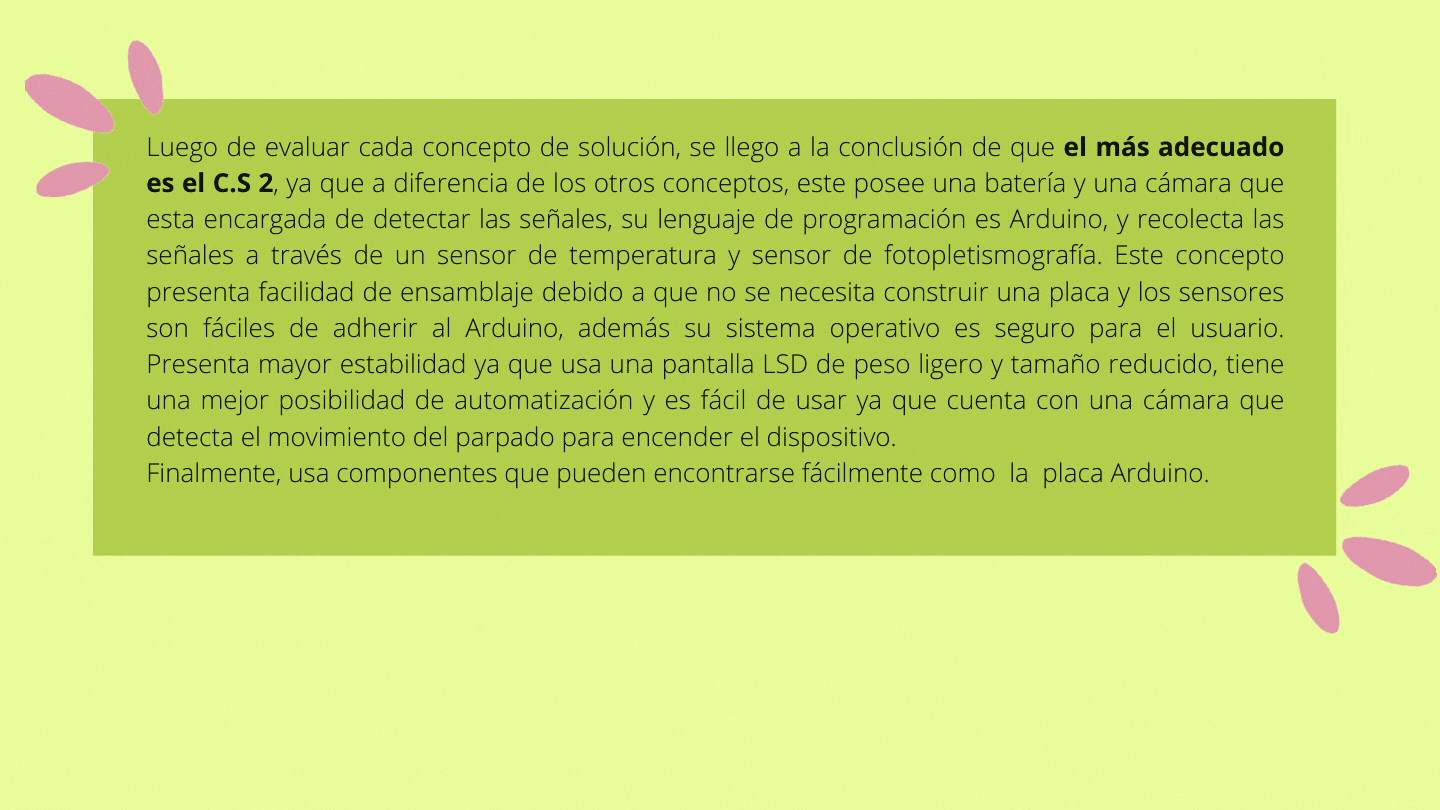 Luego de evaluar cada concepto de solución, se llego a la conclusión de que el más adecuado
es el C.S 2, ya que a diferencia de los otros conceptos, este posee una batería y una cámara que
esta encargada de detectar las señales, su lenguaje de programación es Arduino, y recolecta las
señales a través de un sensor de temperatura y sensor de fotopletismografía. Este concepto
presenta facilidad de ensamblaje debido a que no se necesita construir una placa y los sensores
son fáciles de adherir al Arduino, además su sistema operativo es seguro para el usuario.
Presenta mayor estabilidad ya que usa una pantalla LSD de peso ligero y tamaño reducido, tiene
una mejor posibilidad de automatización y es fácil de usar ya que cuenta con una cámara que
detecta el movimiento del parpado para encender el dispositivo.
Finalmente, usa componentes que pueden encontrarse fácilmente como la placa Arduino.